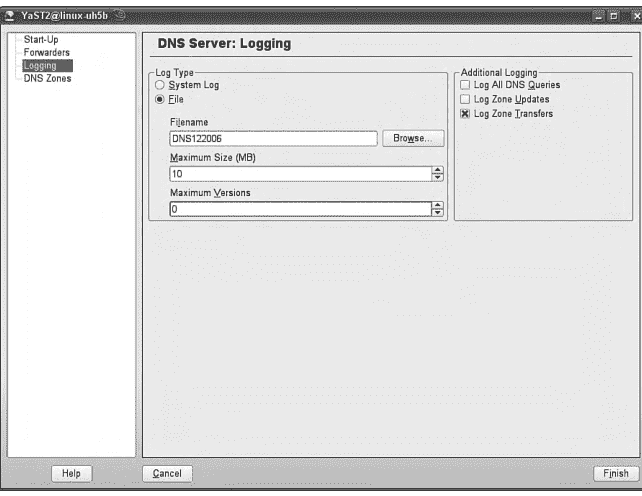 YaST2@linux-uh5b
Start-Up
Forwarders
Logging
DNS Zones
DNS Server: Logging
Log Type
System Log
File
Filename
DNS122006
Browse...
Maximum Size (MB)
10
Maximum Versions
0
Additional Logging
Log All DNS Queries
Log Zone Updates
Log Zone Transfers
Help
Cancel
Finish